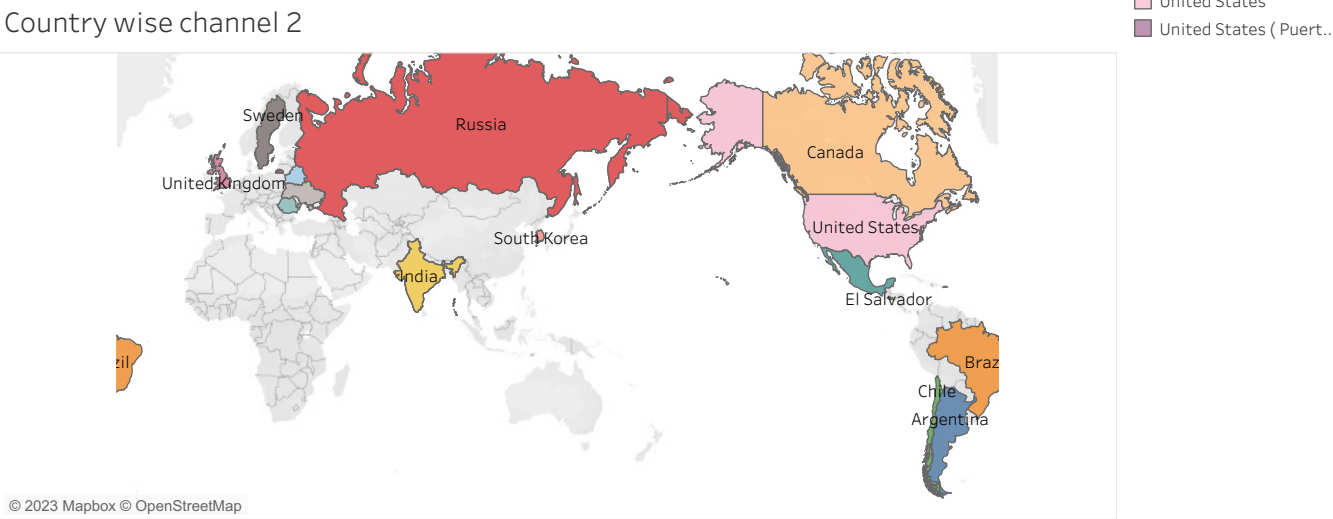 United States
Country wise channel 2
United States ( Puert..
Sweden
Russia
Canada
United Kingdom
United States
South Korea
India
El Salvador
zil
Braz
Chile
Argentina
© 2023 Mapbox © OpenStreetMap